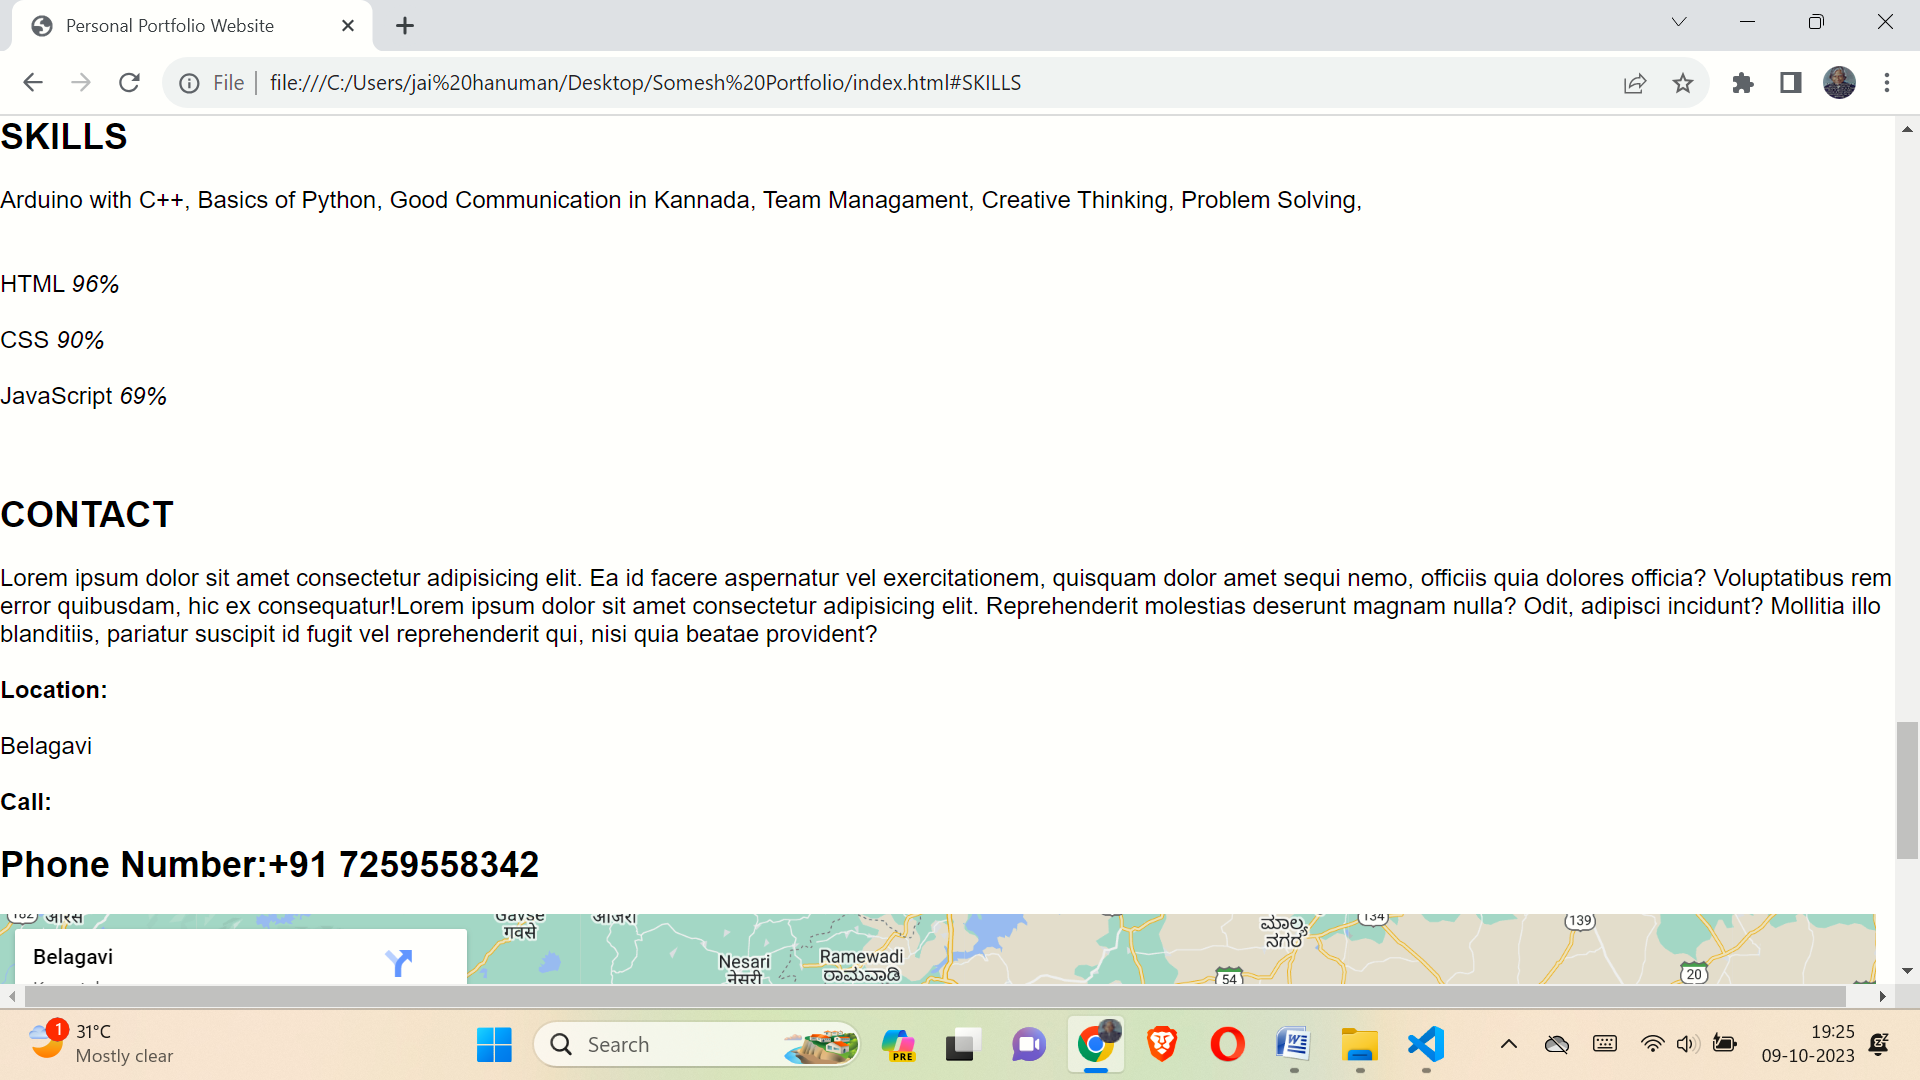 Personal Portfolio Website
File
file:///C:/Users/jai%20hanuman/Desktop/Somesh%20Portfolio/index.html#SKILLS
SKILLS
Arduino with C++, Basics of Python, Good Communication in Kannada, Team Managament, Creative Thinking, Problem Solving,
HTML 96%
CSS 90%
JavaScript 69%
CONTACT
Lorem ipsum dolor sit amet consectetur adipisicing elit. Ea id facere aspernatur vel exercitationem, quisquam dolor amet sequi nemo, officiis quia dolores officia? Voluptatibus rem
error quibusdam, hic ex consequatur!Lorem ipsum dolor sit amet consectetur adipisicing elit. Reprehenderit molestias deserunt magnam nulla? Odit, adipisci incidunt? Mollitia illo
blanditiis, pariatur suscipit id fugit vel reprehenderit qui, nisi quia beatae provident?
Location:
Belagavi
Call:
Phone Number:+91 7259558342
Gavse
गवसे
आजरा
मಾಲ್ಯ
ನಗರ
134
139
Belagavi
Nesari
नेसरी
Ramewadi
ರಾಮವಾಡಿ
54
20
1
31°C
Mostly clear
Search
PRE
19:25
09-10-2023